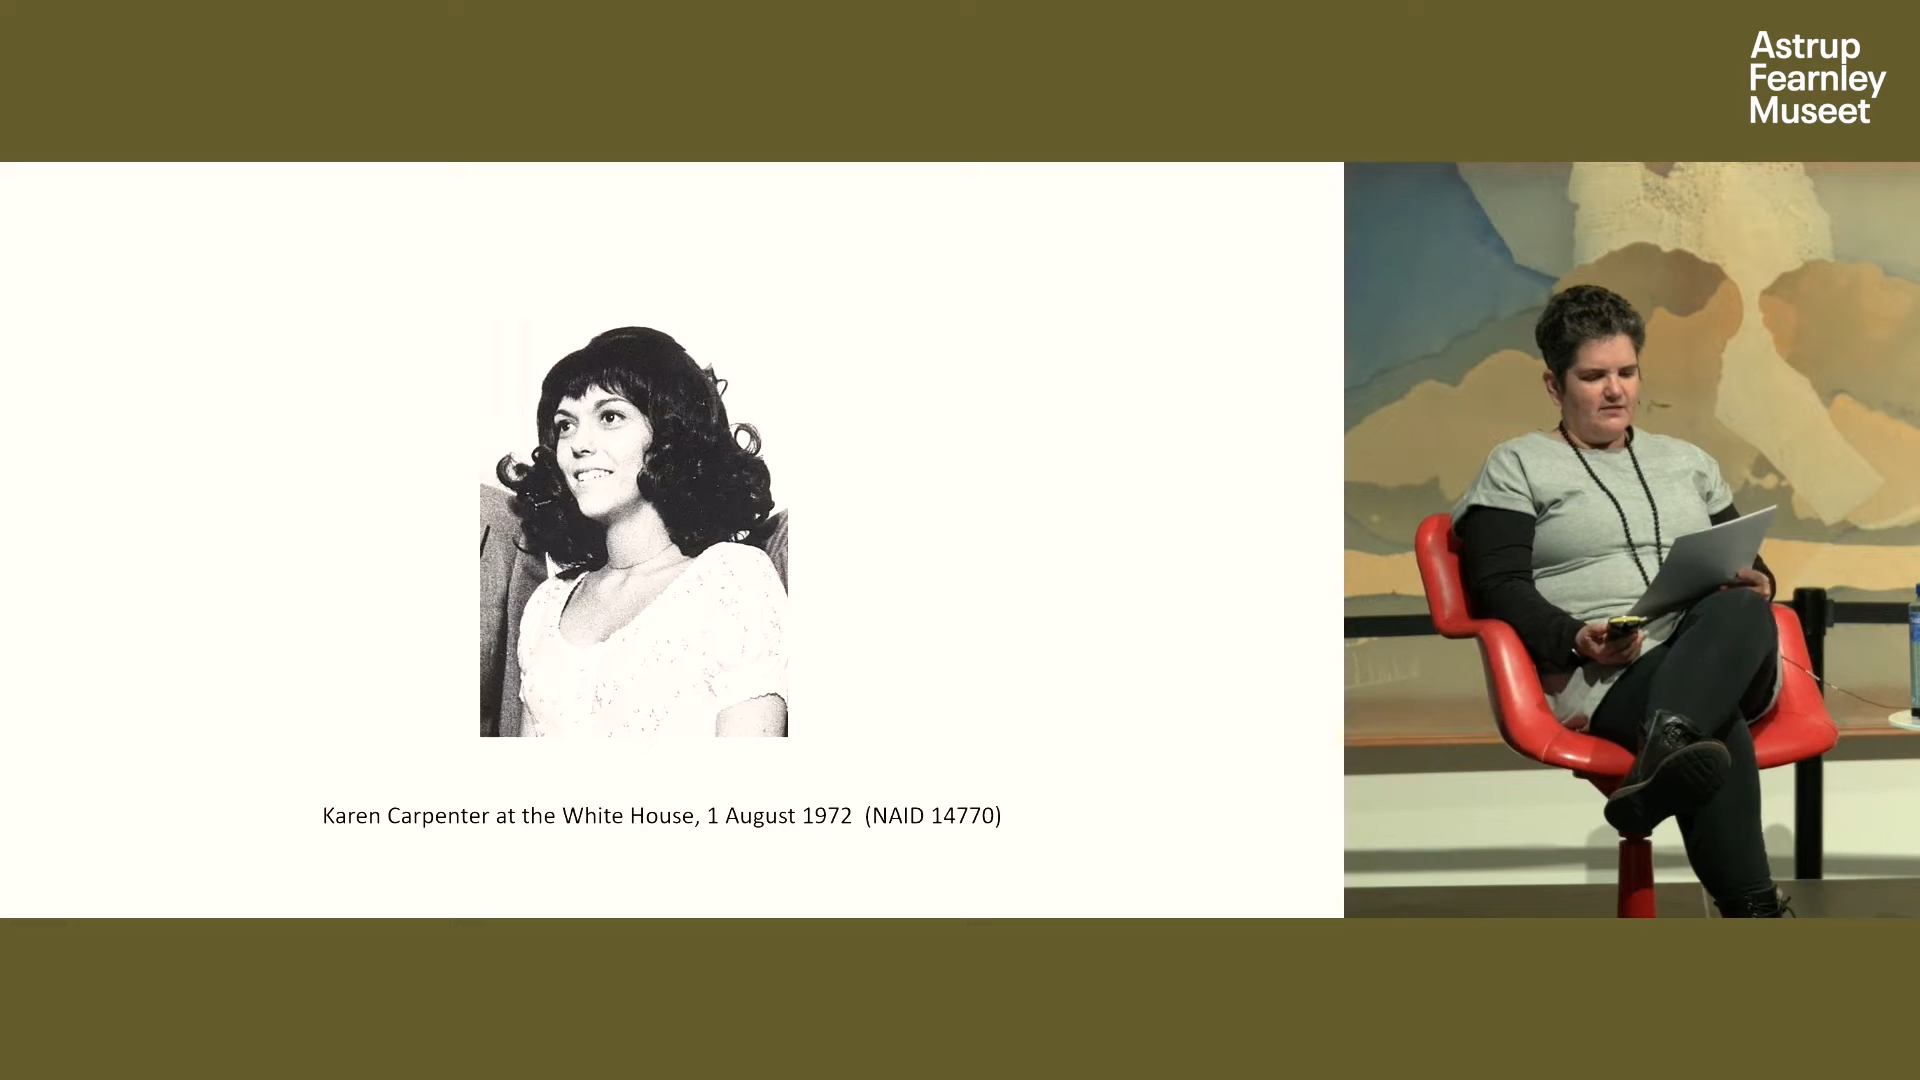 Astrup
Fearnley
Museet
Karen Carpenter at the White House, 1 August 1972  (NAID 14770)